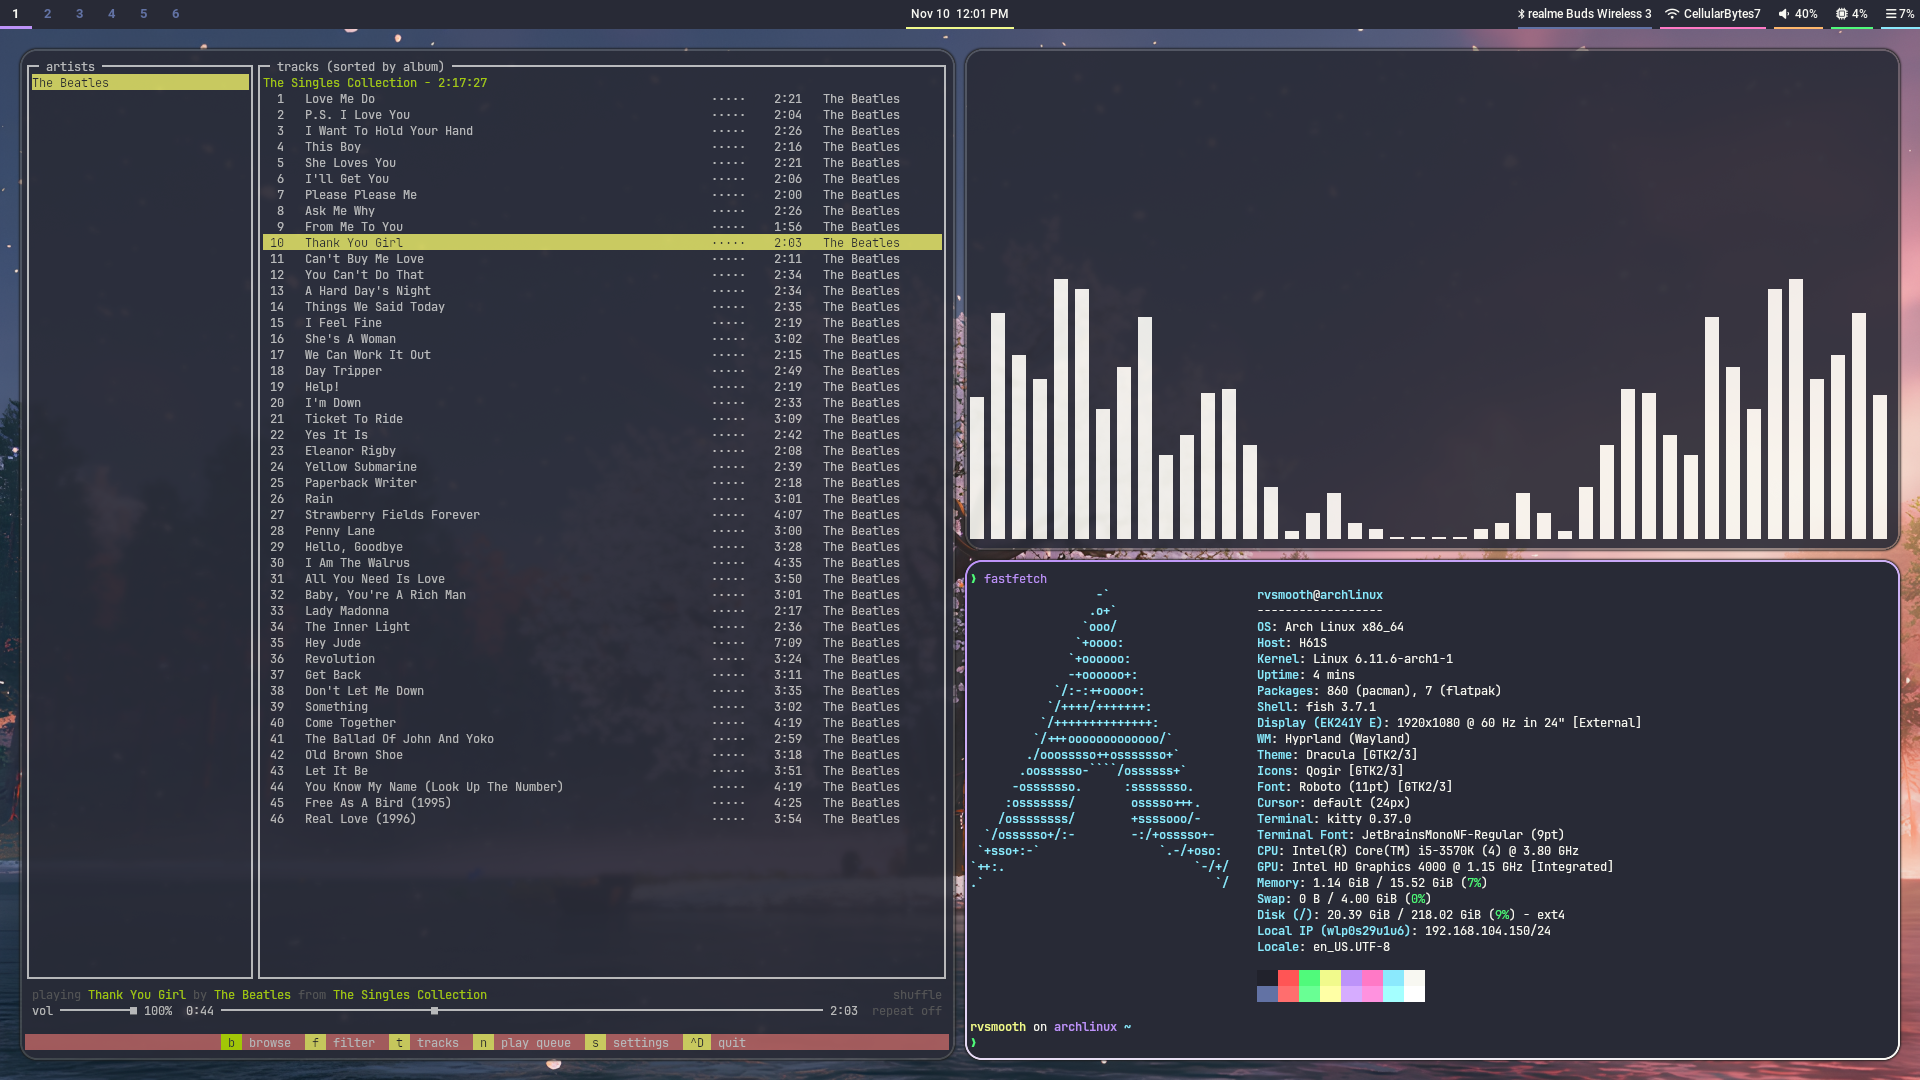 1 2 3 4 5 6
Nov 10 12:01 PM
realme Buds Wireless 3 CellularBytes7 40% 4% 7%
artists
The Beatles
tracks (sorted by album)
The Singles Collection - 2:17:27
1 Love Me Do ····· 2:21 The Beatles
2 P.S. I Love You ····· 2:04 The Beatles
3 I Want To Hold Your Hand ····· 2:26 The Beatles
4 This Boy ····· 2:16 The Beatles
5 She Loves You ····· 2:21 The Beatles
6 I'll Get You ····· 2:06 The Beatles
7 Please Please Me ····· 2:00 The Beatles
8 Ask Me Why ····· 2:26 The Beatles
9 From Me To You ····· 1:56 The Beatles
10 Thank You Girl ····· 2:03 The Beatles
11 Can't Buy Me Love ····· 2:11 The Beatles
12 You Can't Do That ····· 2:34 The Beatles
13 A Hard Day's Night ····· 2:34 The Beatles
14 Things We Said Today ····· 2:35 The Beatles
15 I Feel Fine ····· 2:19 The Beatles
16 She's A Woman ····· 3:02 The Beatles
17 We Can Work It Out ····· 2:15 The Beatles
18 Day Tripper ····· 2:49 The Beatles
19 Help! ····· 2:19 The Beatles
20 I'm Down ····· 2:33 The Beatles
21 Ticket To Ride ····· 3:09 The Beatles
22 Yes It Is ····· 2:42 The Beatles
23 Eleanor Rigby ····· 2:08 The Beatles
24 Yellow Submarine ····· 2:39 The Beatles
25 Paperback Writer ····· 2:18 The Beatles
26 Rain ····· 3:01 The Beatles
27 Strawberry Fields Forever ····· 4:07 The Beatles
28 Penny Lane ····· 3:00 The Beatles
29 Hello, Goodbye ····· 3:28 The Beatles
30 I Am The Walrus ····· 4:35 The Beatles
31 All You Need Is Love ····· 3:50 The Beatles
32 Baby, You're A Rich Man ····· 3:01 The Beatles
33 Lady Madonna ····· 2:17 The Beatles
34 The Inner Light ····· 2:36 The Beatles
35 Hey Jude ····· 7:09 The Beatles
36 Revolution ····· 3:24 The Beatles
37 Get Back ····· 3:11 The Beatles
38 Don't Let Me Down ····· 3:35 The Beatles
39 Something ····· 3:02 The Beatles
40 Come Together ····· 4:19 The Beatles
41 The Ballad Of John And Yoko ····· 2:59 The Beatles
42 Old Brown Shoe ····· 3:18 The Beatles
43 Let It Be ····· 3:51 The Beatles
44 You Know My Name (Look Up The Number) ····· 4:19 The Beatles
45 Free As A Bird (1995) ····· 4:25 The Beatles
46 Real Love (1996) ····· 3:54 The Beatles
playing Thank You Girl by The Beatles from The Singles Collection shuffle
vol 100% 0:44 2:03 repeat off
b browse f filter t tracks n play queue s settings ^D quit
❯ fastfetch
rvsmooth@archlinux
------------------
OS: Arch Linux x86_64
Host: H61S
Kernel: Linux 6.11.6-arch1-1
Uptime: 4 mins
Packages: 860 (pacman), 7 (flatpak)
Shell: fish 3.7.1
Display (EK241Y E): 1920x1080 @ 60 Hz in 24" [External]
WM: Hyprland (Wayland)
Theme: Dracula [GTK2/3]
Icons: Qogir [GTK2/3]
Font: Roboto (11pt) [GTK2/3]
Cursor: default (24px)
Terminal: kitty 0.37.0
Terminal Font: JetBrainsMonoNF-Regular (9pt)
CPU: Intel(R) Core(TM) i5-3570K (4) @ 3.80 GHz
GPU: Intel HD Graphics 4000 @ 1.15 GHz [Integrated]
Memory: 1.14 GiB / 15.52 GiB (7%)
Swap: 0 B / 4.00 GiB (0%)
Disk (/): 20.39 GiB / 218.02 GiB (9%) - ext4
Local IP (wlp0s29u1u6): 192.168.104.150/24
Locale: en_US.UTF-8
rvsmooth on archlinux ~
❯